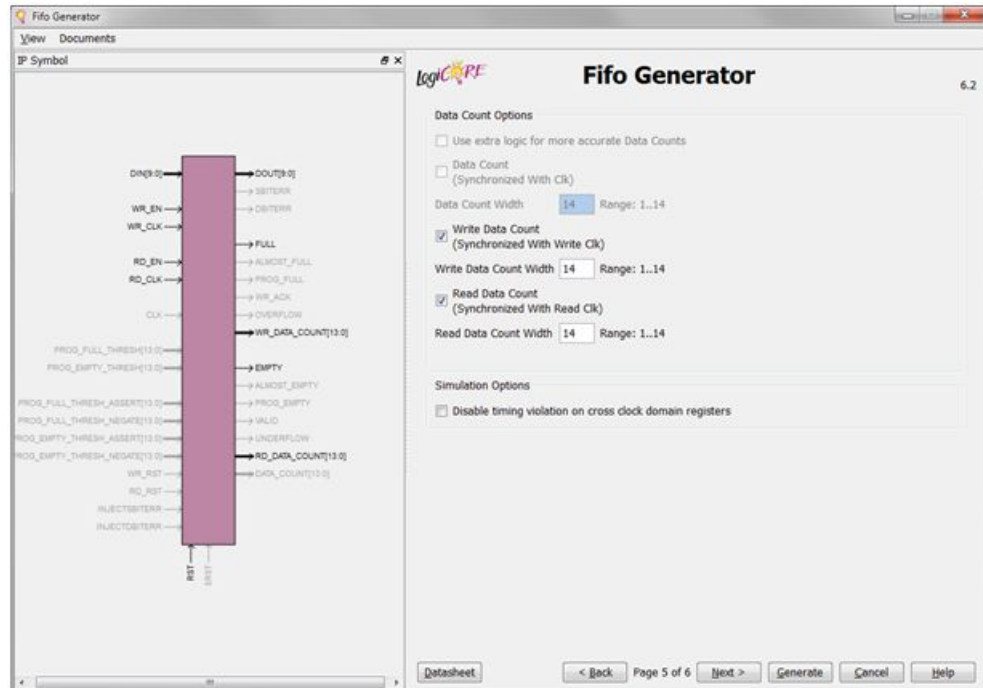 Fifo Generator
View Documents
IP Symbol
DIN[9:0]
WR_EN
WR_CLK
RD_EN
RD_CLK
CLK
PROG_FULL_THRESH[13:0]
PROG_EMPTY_THRESH[13:0]
PROG_FULL_THRESH_ASSERT[13:0]
PROG_FULL_THRESH_NEGATE[13:0]
PROG_EMPTY_THRESH_ASSERT[13:0]
ROG_EMPTY_THRESH_NEGATE[13:0]
WR_RST
RD_RST
INJECTSBITERR
INJECTDBITERR
DOUT[9:0]
SBITERR
DBITERR
FULL
ALMOST_FULL
PROG_FULL
WR_ACK
OVERFLOW
WR_DATA_COUNT[13:0]
EMPTY
ALMOST_EMPTY
PROG_EMPTY
VALID
UNDERFLOW
RD_DATA_COUNT[13:0]
DATA_COUNT[13:0]
RST
SRST
LogiCORE
Fifo Generator
6.2
Data Count Options
Use extra logic for more accurate Data Counts
Data Count
(Synchronized With Clk)
Data Count Width 14 Range: 1..14
Write Data Count
(Synchronized With Write Clk)
Write Data Count Width 14 Range: 1..14
Read Data Count
(Synchronized With Read Clk)
Read Data Count Width 14 Range: 1..14
Simulation Options
Disable timing violation on cross clock domain registers
Datasheet < Back Page 5 of 6 Next > Generate Cancel Help